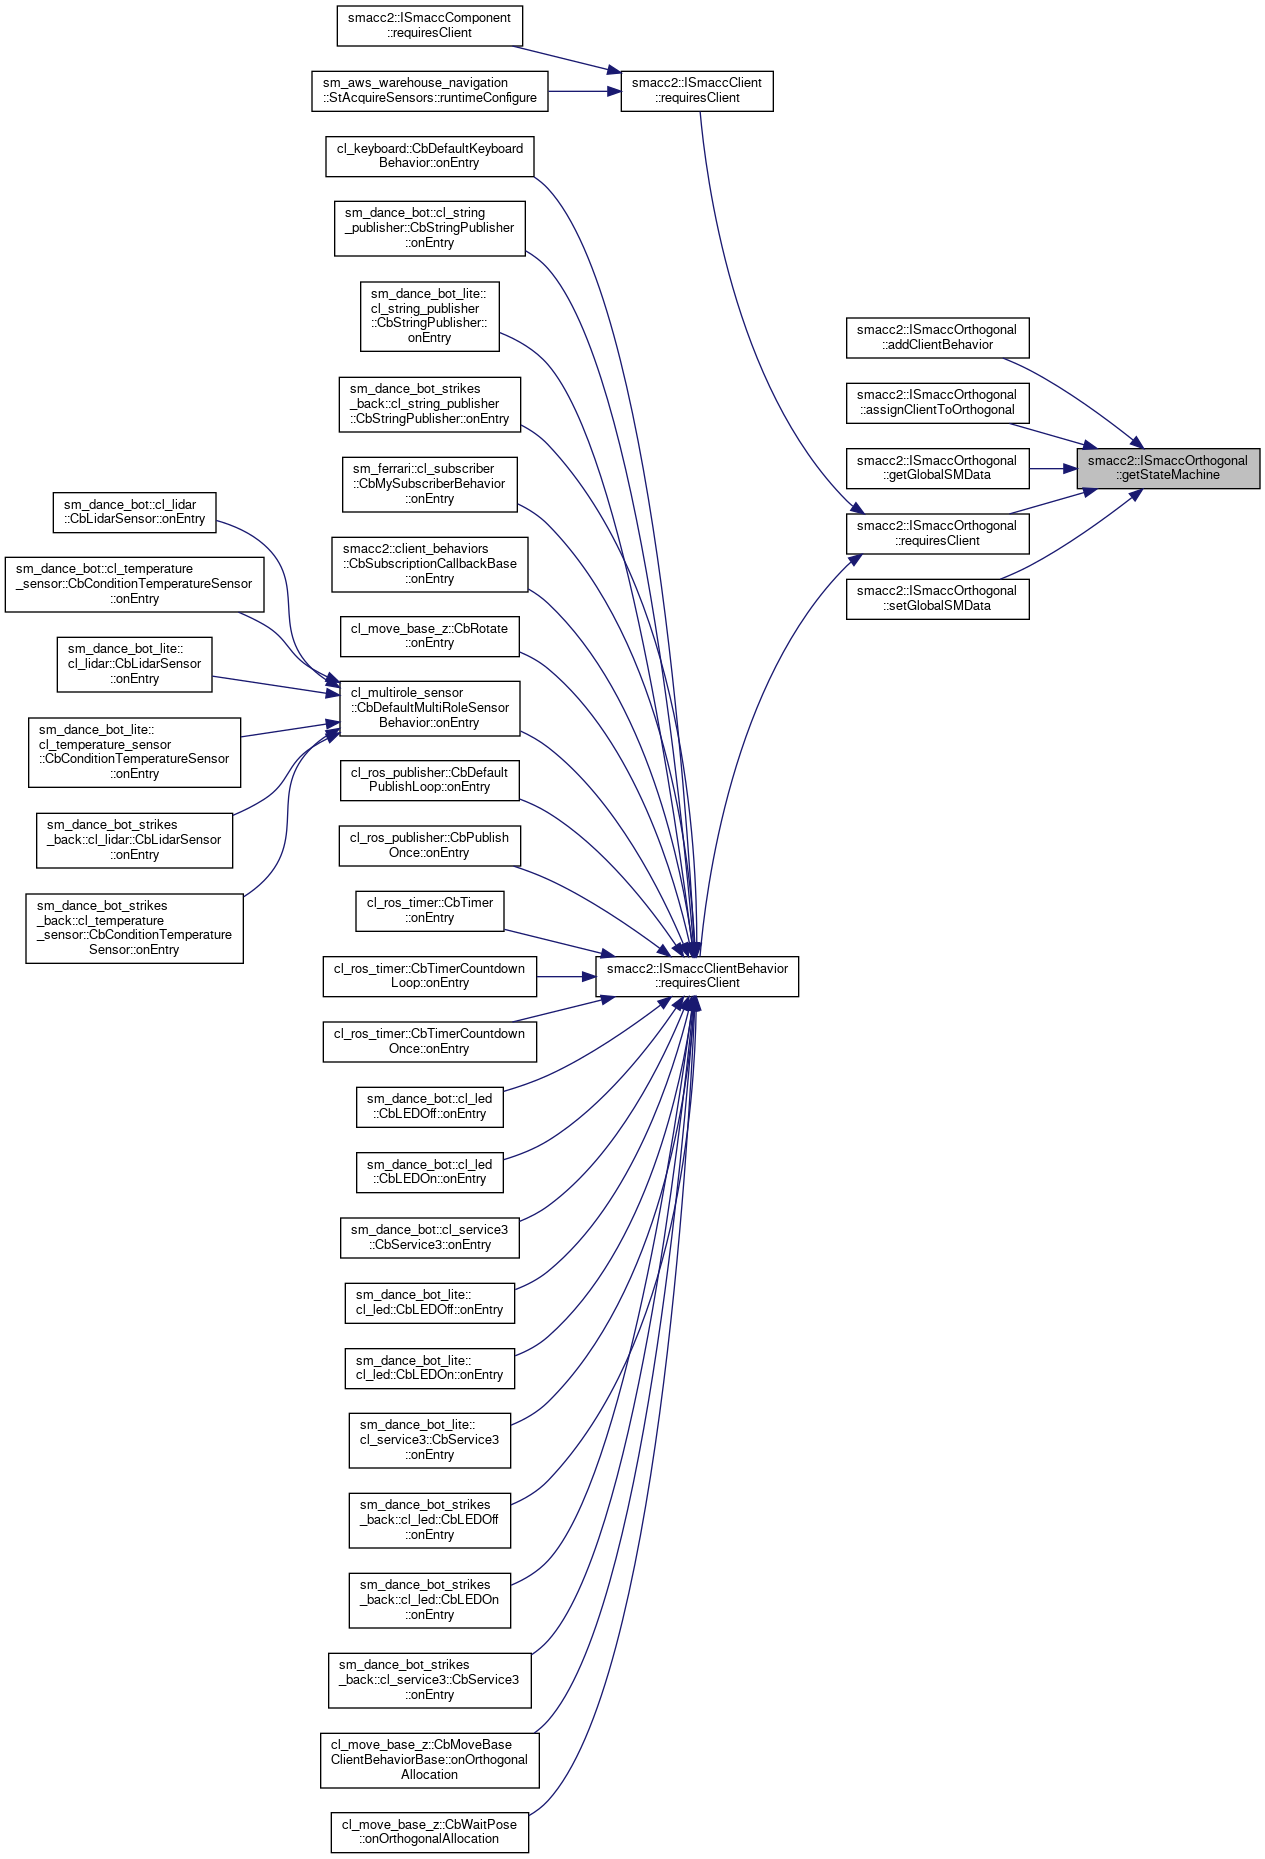 smacc2::ISmaccComponent
::requiresClient
sm_aws_warehouse_navigation
::StAcquireSensors::runtimeConfigure
smacc2::ISmaccClient
::requiresClient
cl_keyboard::CbDefaultKeyboard
Behavior::onEntry
sm_dance_bot::cl_string
_publisher::CbStringPublisher
::onEntry
sm_dance_bot_lite::
cl_string_publisher
::CbStringPublisher::
onEntry
sm_dance_bot_strikes
_back::cl_string_publisher
::CbStringPublisher::onEntry
sm_ferrari::cl_subscriber
::CbMySubscriberBehavior
::onEntry
smacc2::client_behaviors
::CbSubscriptionCallbackBase
::onEntry
cl_move_base_z::CbRotate
::onEntry
cl_multirole_sensor
::CbDefaultMultiRoleSensor
Behavior::onEntry
cl_ros_publisher::CbDefault
PublishLoop::onEntry
cl_ros_publisher::CbPublish
Once::onEntry
cl_ros_timer::CbTimer
::onEntry
cl_ros_timer::CbTimerCountdown
Loop::onEntry
cl_ros_timer::CbTimerCountdown
Once::onEntry
sm_dance_bot::cl_led
::CbLEDOff::onEntry
sm_dance_bot::cl_led
::CbLEDOn::onEntry
sm_dance_bot::cl_service3
::CbService3::onEntry
sm_dance_bot_lite::
cl_led::CbLEDOff::onEntry
sm_dance_bot_lite::
cl_led::CbLEDOn::onEntry
sm_dance_bot_lite::
cl_service3::CbService3
::onEntry
sm_dance_bot_strikes
_back::cl_led::CbLEDOff
::onEntry
sm_dance_bot_strikes
_back::cl_led::CbLEDOn
::onEntry
sm_dance_bot_strikes
_back::cl_service3::CbService3
::onEntry
cl_move_base_z::CbMoveBase
ClientBehaviorBase::onOrthogonal
Allocation
cl_move_base_z::CbWaitPose
::onOrthogonalAllocation
sm_dance_bot::cl_lidar
::CbLidarSensor::onEntry
sm_dance_bot::cl_temperature
_sensor::CbConditionTemperatureSensor
::onEntry
sm_dance_bot_lite::
cl_lidar::CbLidarSensor
::onEntry
sm_dance_bot_lite::
cl_temperature_sensor
::CbConditionTemperatureSensor
::onEntry
sm_dance_bot_strikes
_back::cl_lidar::CbLidarSensor
::onEntry
sm_dance_bot_strikes
_back::cl_temperature
_sensor::CbConditionTemperature
Sensor::onEntry
smacc2::ISmaccClientBehavior
::requiresClient
smacc2::ISmaccOrthogonal
::addClientBehavior
smacc2::ISmaccOrthogonal
::assignClientToOrthogonal
smacc2::ISmaccOrthogonal
::getGlobalSMData
smacc2::ISmaccOrthogonal
::requiresClient
smacc2::ISmaccOrthogonal
::setGlobalSMData
smacc2::ISmaccOrthogonal
::getStateMachine